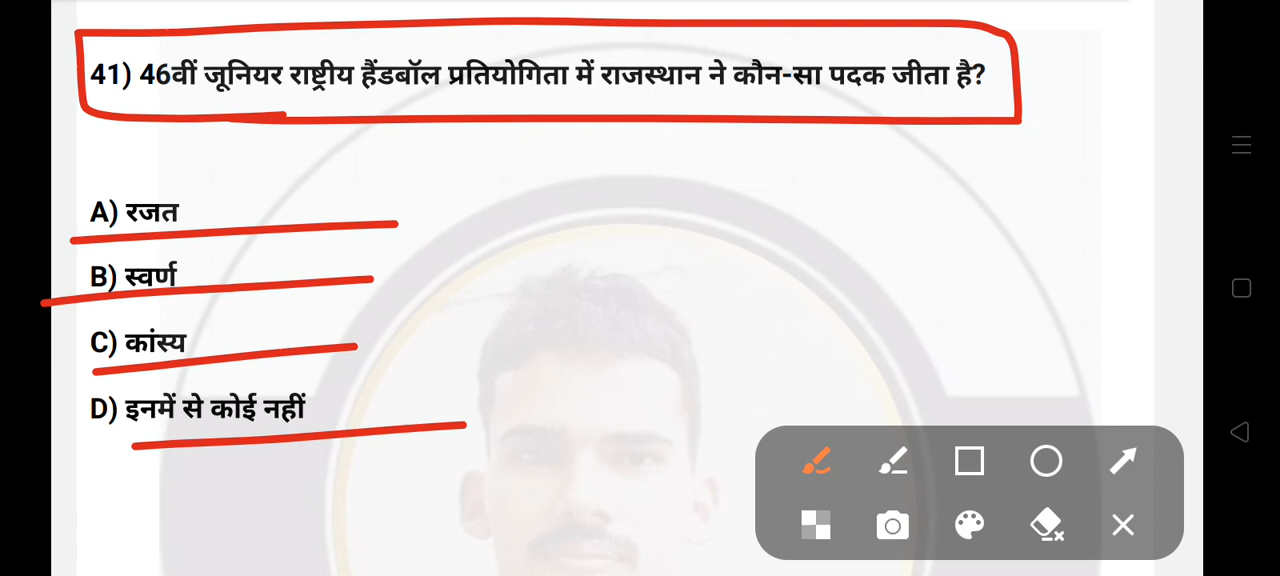 41) 46वीं जूनियर राष्ट्रीय हैंडबॉल प्रतियोगिता में राजस्थान ने कौन-सा पदक जीता है?
A) रजत
B) स्वर्ण
C) कांस्य
D) इनमें से कोई नहीं